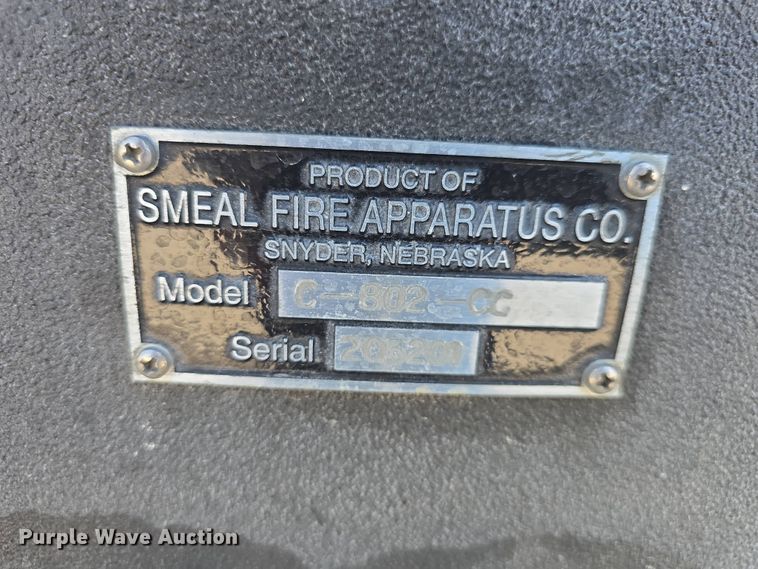 PRODUCT OF
SMEAL FIRE APPARATUS CO.
SNYDER, NEBRASKA
Model C-802-CC
Serial
Purple Wave Auction